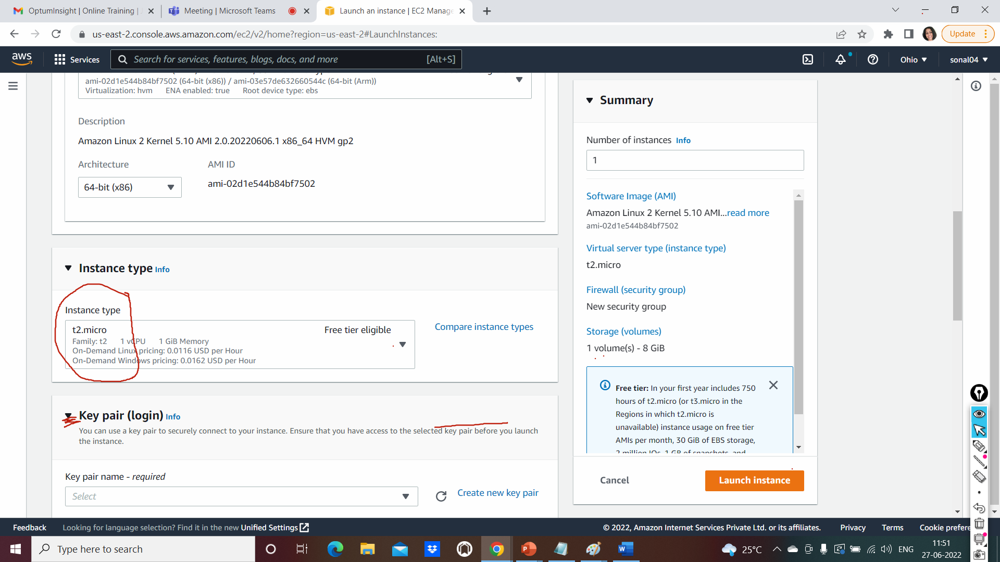 OptumInsight | Online Training |
Meeting | Microsoft Teams
Launch an instance | EC2 Manage
us-east-2.console.aws.amazon.com/ec2/v2/home?region=us-east-2#LaunchInstances:
Update
aws
Services
Search for services, features, blogs, docs, and more
[Alt+S]
Ohio
sonal04
ami-02d1e544b84bf7502 (64-bit (x86)) / ami-03e57de632660544c (64-bit (Arm))
Virtualization: hvm ENA enabled: true Root device type: ebs
Description
Amazon Linux 2 Kernel 5.10 AMI 2.0.20220606.1 x86_64 HVM gp2
Architecture
AMI ID
64-bit (x86)
ami-02d1e544b84bf7502
Instance type Info
Instance type
t2.micro
Free tier eligible
Family: t2 1 vCPU 1 GiB Memory
On-Demand Linux pricing: 0.0116 USD per Hour
On-Demand Windows pricing: 0.0162 USD per Hour
Compare instance types
Key pair (login) Info
You can use a key pair to securely connect to your instance. Ensure that you have access to the selected key pair before you launch
the instance.
Key pair name - required
Select
Create new key pair
Summary
Number of instances Info
1
Software Image (AMI)
Amazon Linux 2 Kernel 5.10 AMI...read more
ami-02d1e544b84bf7502
Virtual server type (instance type)
t2.micro
Firewall (security group)
New security group
Storage (volumes)
1 volume(s) - 8 GiB
Free tier: In your first year includes 750
hours of t2.micro (or t3.micro in the
Regions in which t2.micro is
unavailable) instance usage on free tier
AMIs per month, 30 GiB of EBS storage,
2 million IOs, 1 GB of snapshots, and
Cancel
Launch instance
Feedback
Looking for language selection? Find it in the new Unified Settings
© 2022, Amazon Internet Services Private Ltd. or its affiliates.
Privacy
Terms
Cookie prefere
Type here to search
25°C
ENG
11:51
27-06-2022